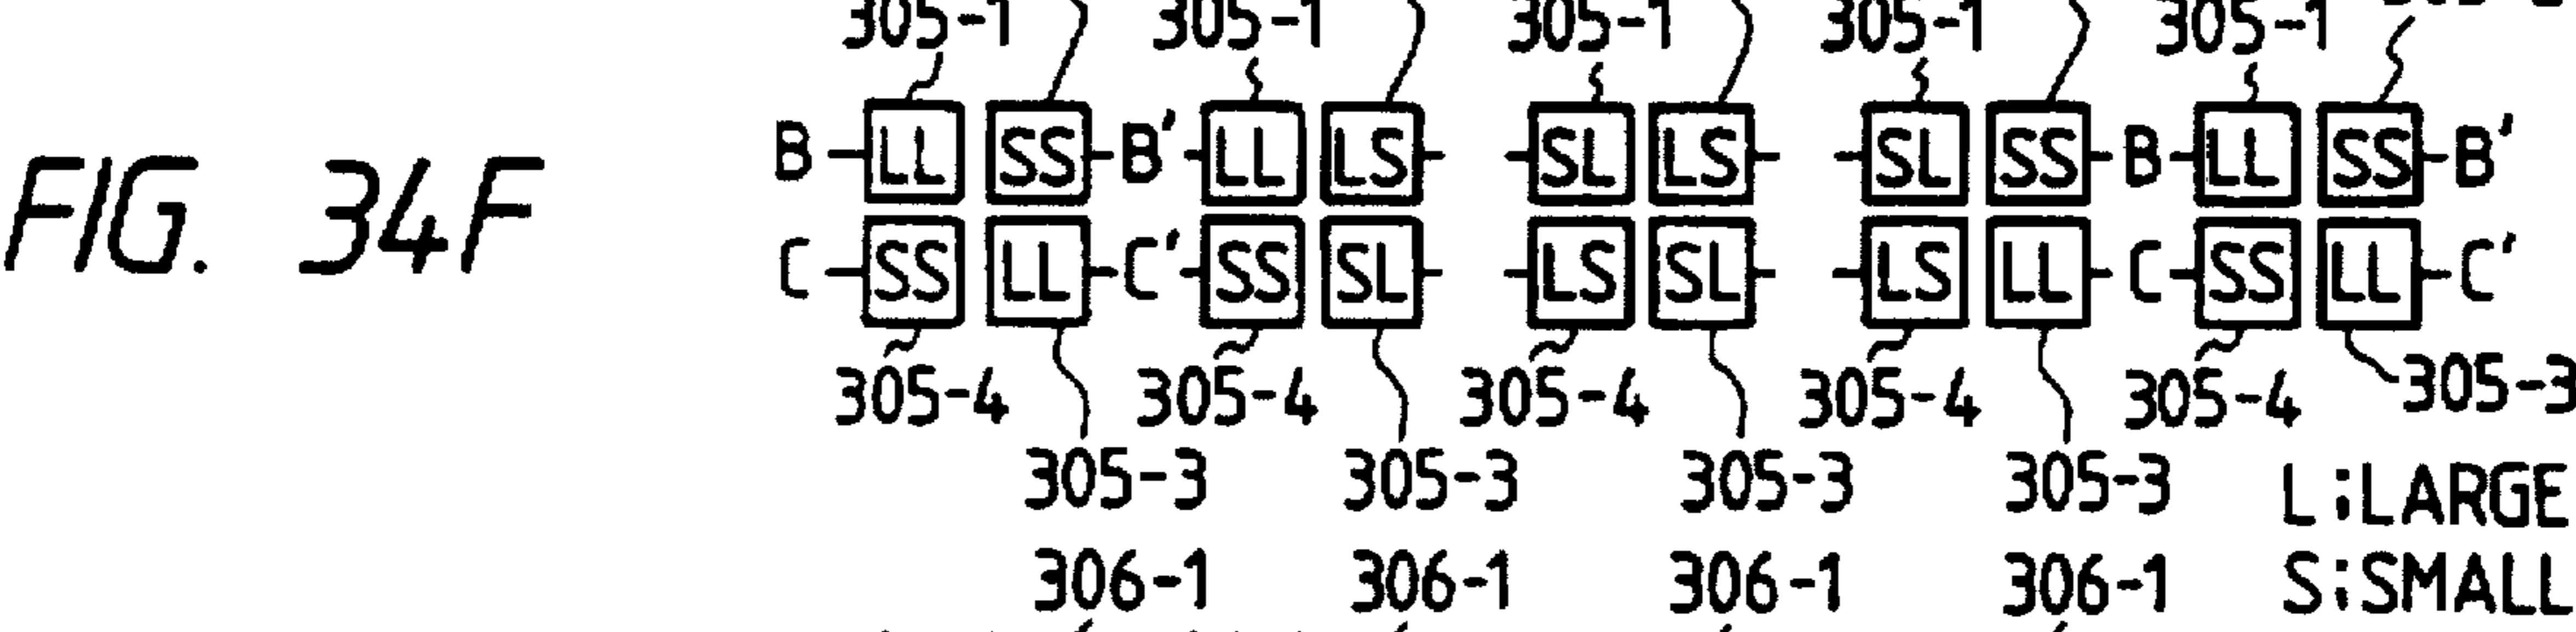 305-1 305-1 305-1 305-1 305-1
FIG. 34F
B LL SS B' LL LS SL LS SL SS B LL SS B'
C SS LL C' SS SL LS SL LS LL C SS LL C'
305-4 305-4 305-4 305-4 305-4 305-3
305-3 305-3 305-3 305-3 L;LARGE
306-1 306-1 306-1 306-1 S;SMALL